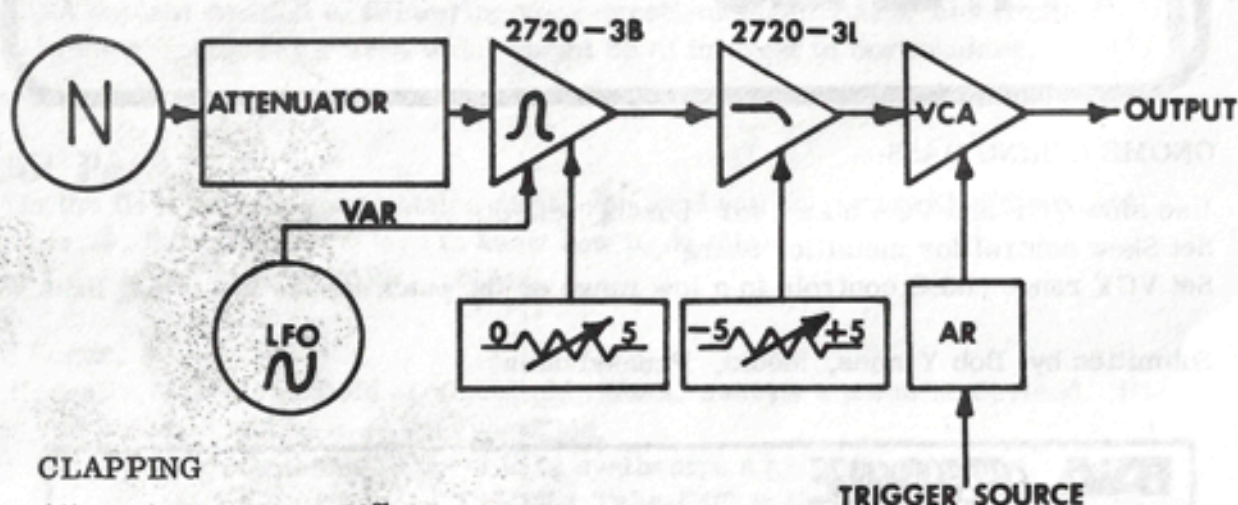 2720-3B
2720-3L
N
ATTENUATOR
VCA
OUTPUT
VAR
LFO
0 5
-5 +5
AR
CLAPPING
TRIGGER SOURCE